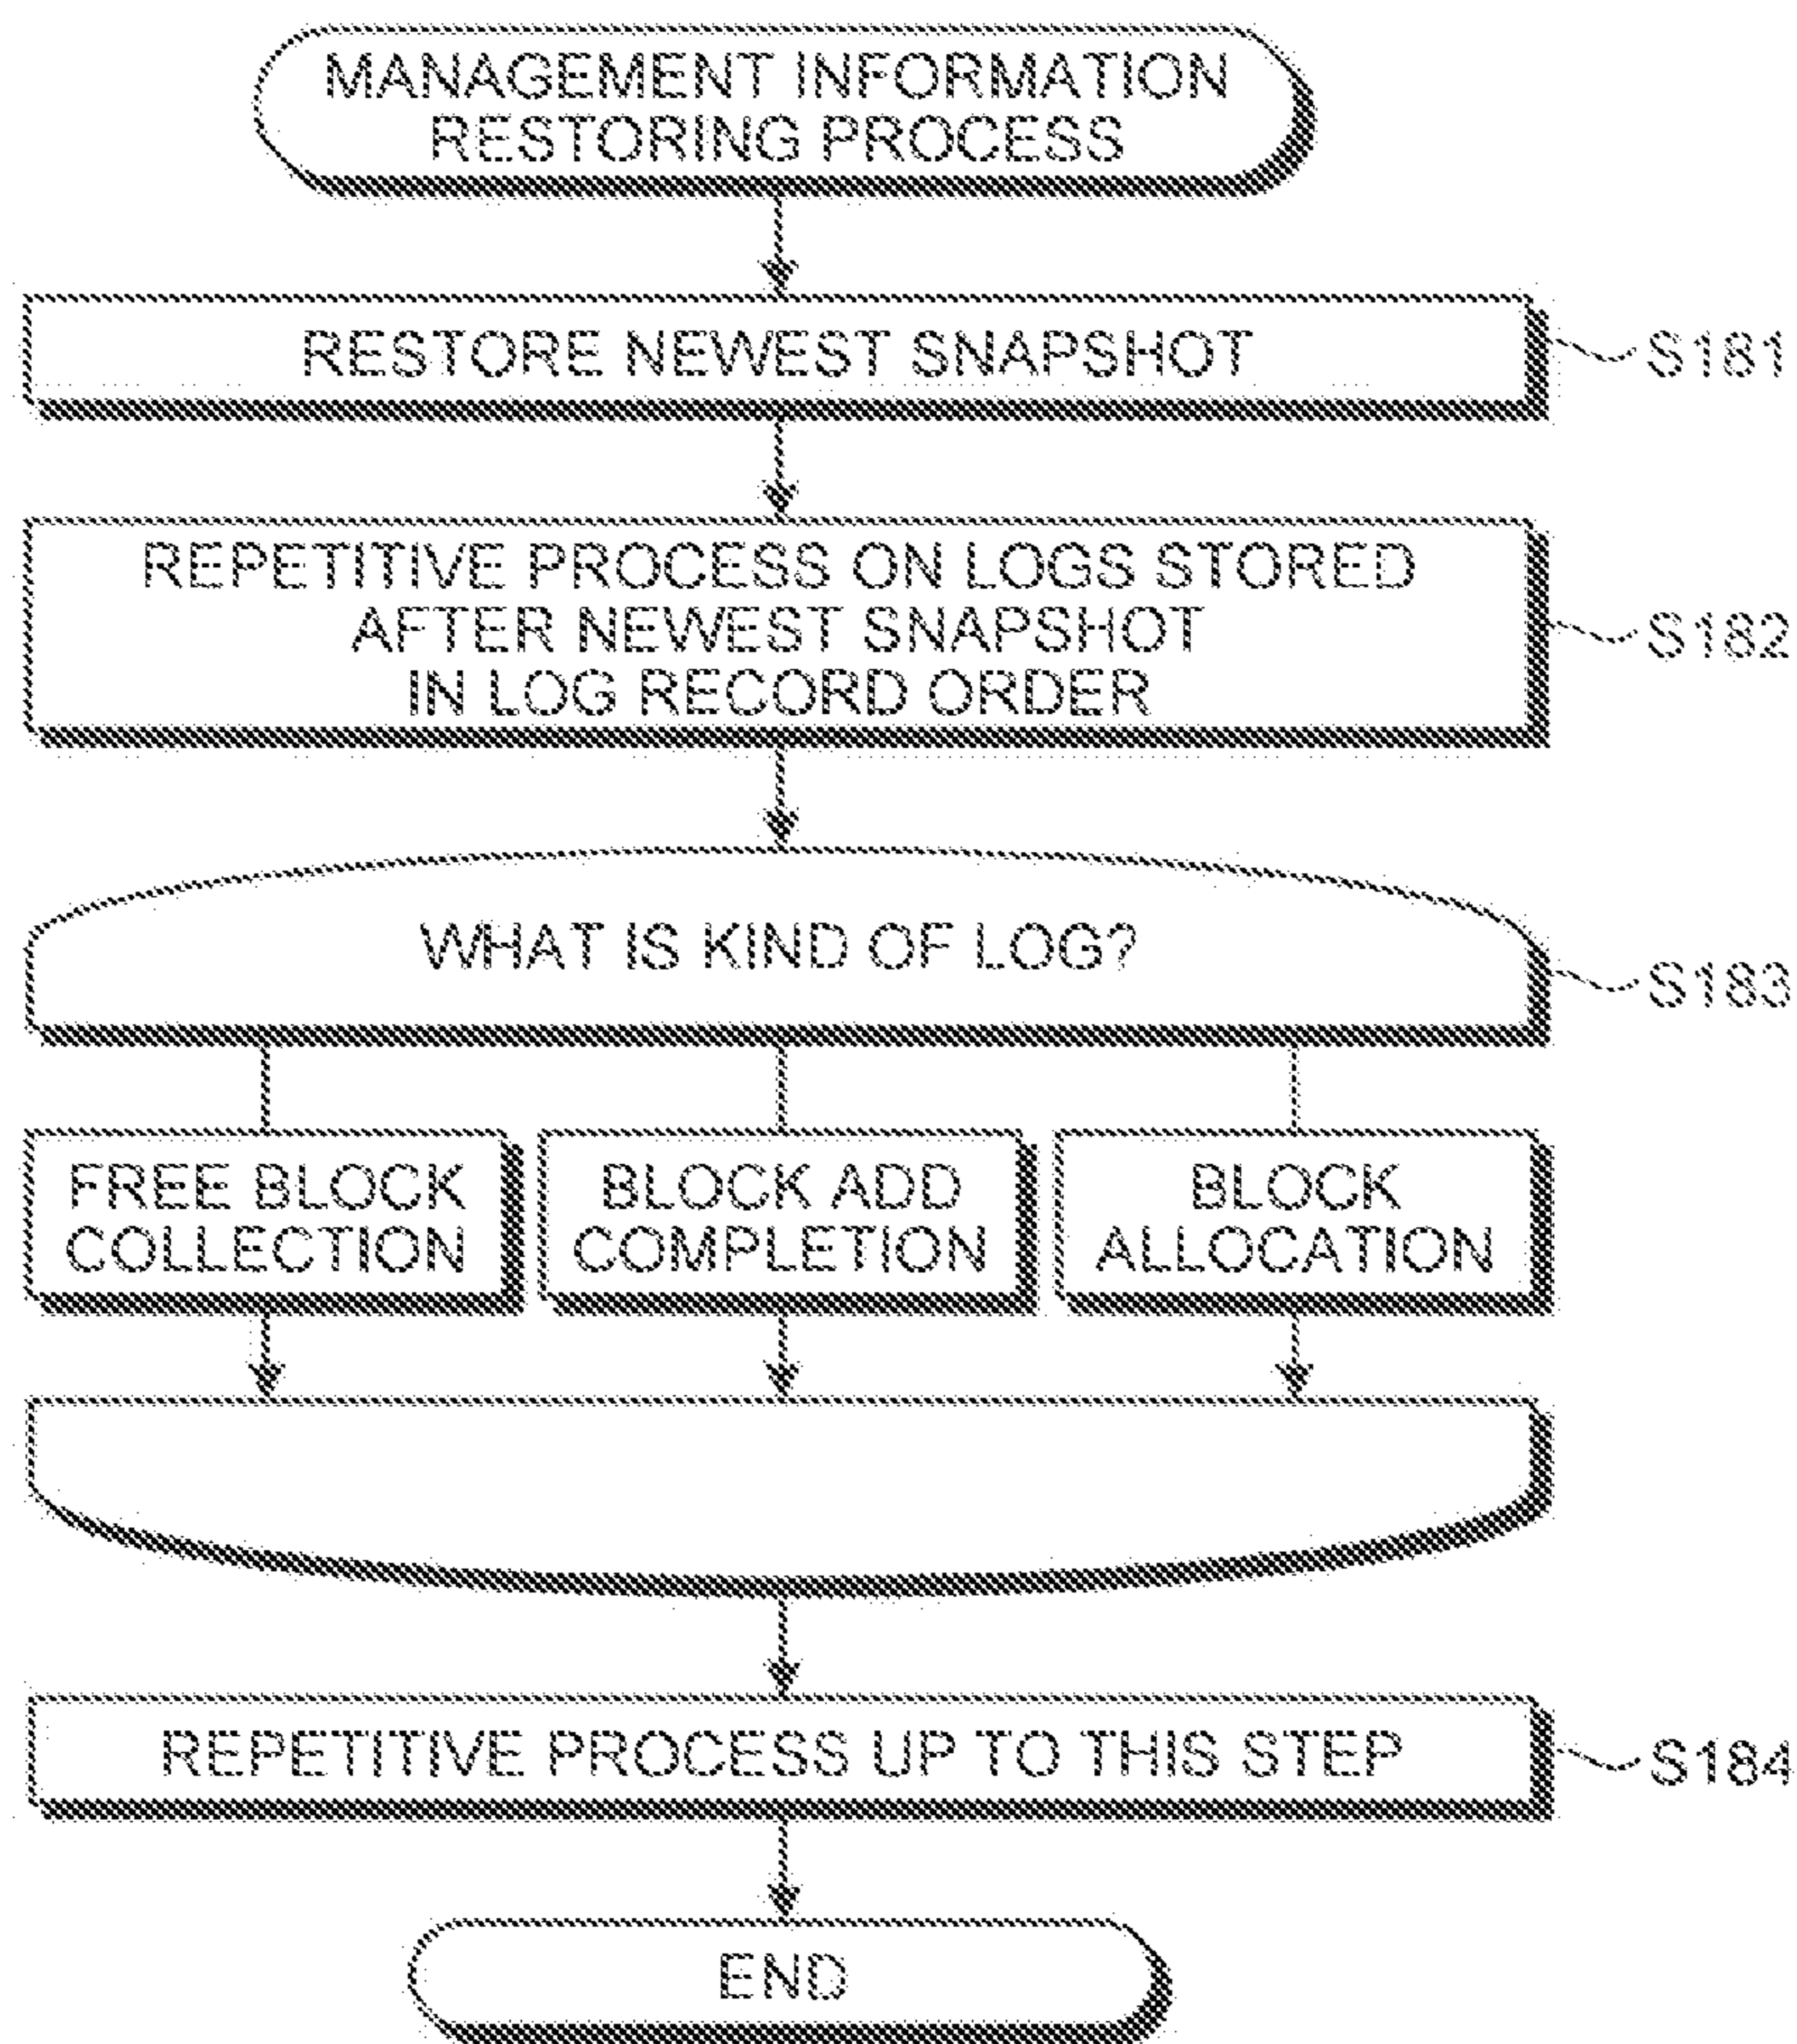 MANAGEMENT INFORMATION
RESTORING PROCESS
RESTORE NEWEST SNAPSHOT
S181
REPETITIVE PROCESS ON LOGS STORED
AFTER NEWEST SNAPSHOT
IN LOG RECORD ORDER
S182
WHAT IS KIND OF LOG?
S183
FREE BLOCK
COLLECTION
BLOCK ADD
COMPLETION
BLOCK
ALLOCATION
REPETITIVE PROCESS UP TO THIS STEP
S184
END